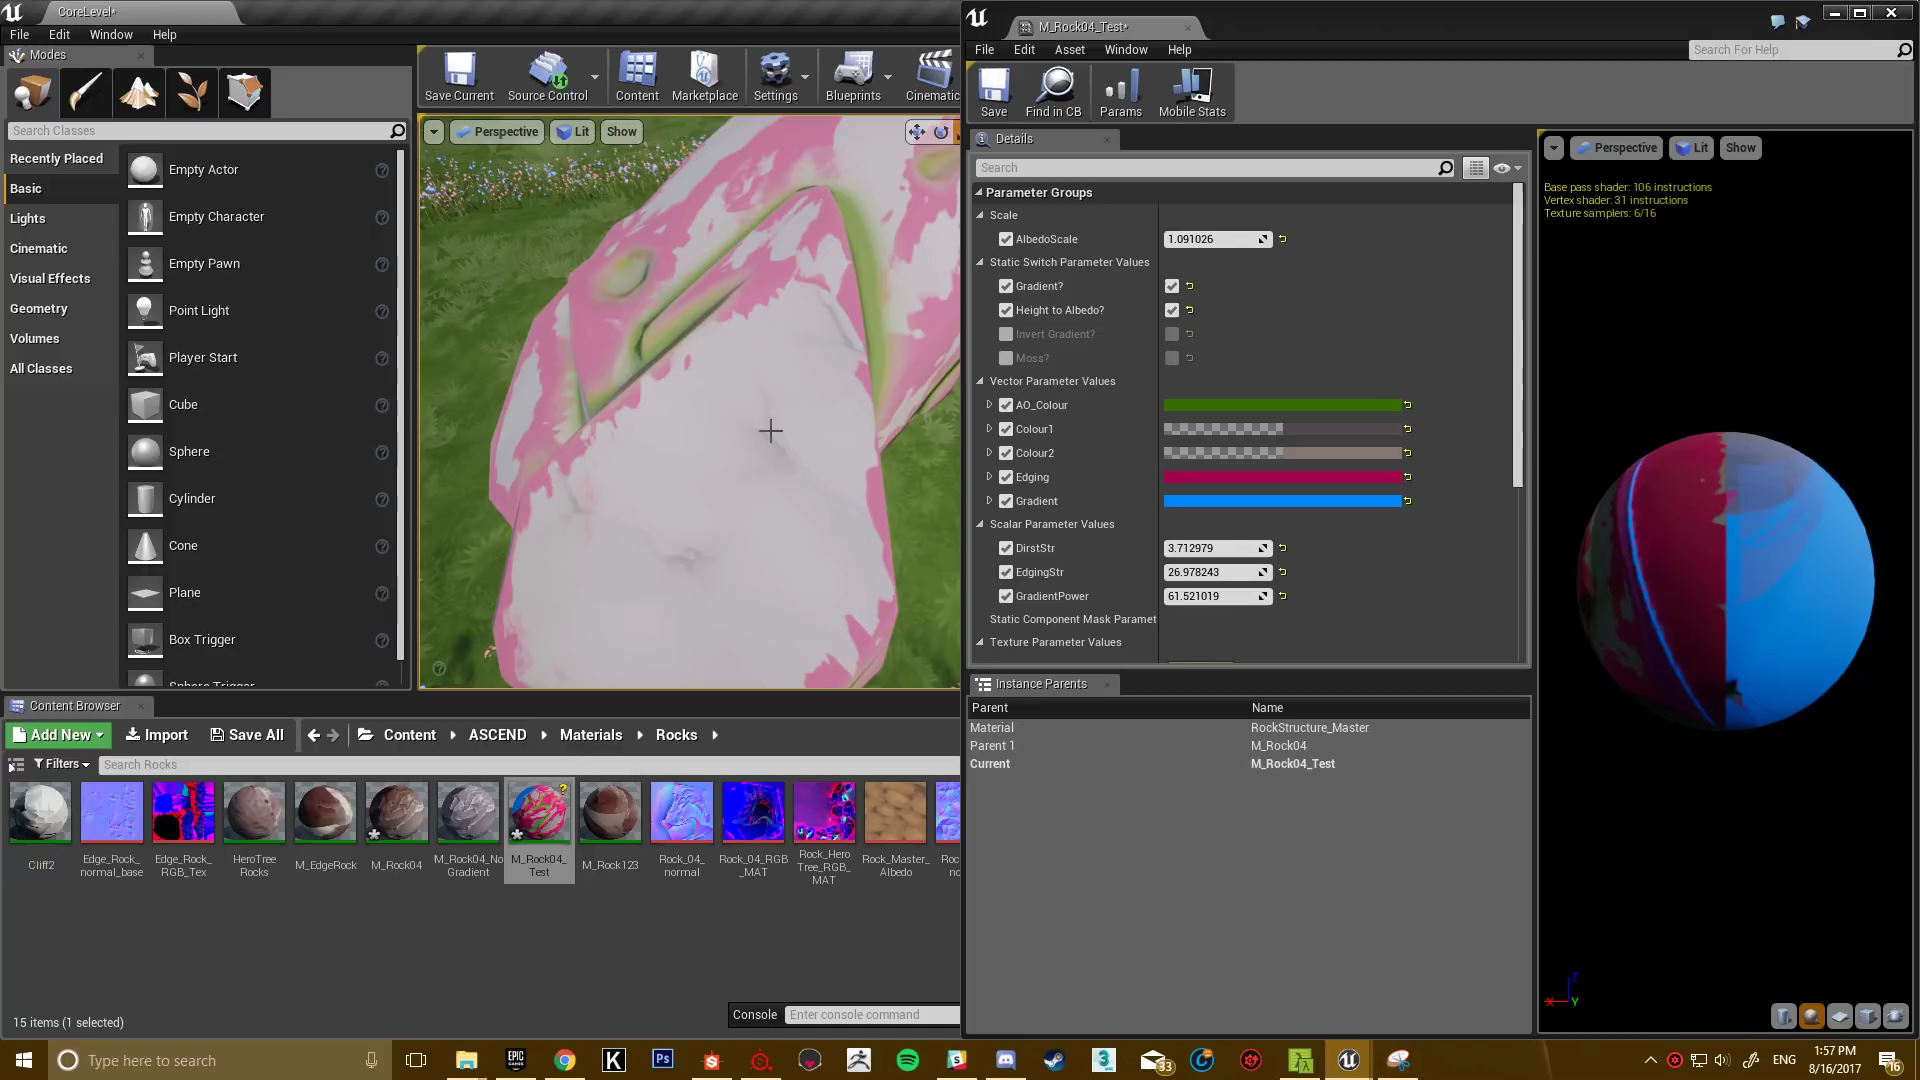 CoreLevel*
File Edit Window Help
Modes
Search Classes
Recently Placed
Basic
Lights
Cinematic
Visual Effects
Geometry
Volumes
All Classes
Empty Actor
Empty Character
Empty Pawn
Point Light
Player Start
Cube
Sphere
Cylinder
Cone
Plane
Box Trigger
Sphere Trigger
Save Current
Source Control
Content
Marketplace
Settings
Blueprints
Cinematic
Perspective Lit Show
Content Browser
Add New Import Save All Content ASCEND Materials Rocks
Filters Search Rocks
Cliff2
Edge_Rock_
normal_base
Edge_Rock_
RGB_Tex
HeroTree
Rocks
M_EdgeRock
M_Rock04
M_Rock04_No
Gradient
M_Rock04_
Test
M_Rock123
Rock_04_
normal
Rock_04_RGB
_MAT
Rock_Hero
Tree_RGB_
MAT
Rock_Master_
Albedo
15 items (1 selected)
Console Enter console command
M_Rock04_Test*
File Edit Asset Window Help
Search For Help
Save Find in CB Params Mobile Stats
Details
Search
Parameter Groups
Scale
AlbedoScale 1.091026
Static Switch Parameter Values
Gradient?
Height to Albedo?
Invert Gradient?
Moss?
Vector Parameter Values
AO_Colour
Colour1
Colour2
Edging
Gradient
Scalar Parameter Values
DirstStr 3.712979
EdgingStr 26.978243
GradientPower 61.521019
Static Component Mask Paramet
Texture Parameter Values
Instance Parents
Parent Name
Material RockStructure_Master
Parent 1 M_Rock04
Current M_Rock04_Test
Perspective Lit Show
Base pass shader: 106 instructions
Vertex shader: 31 instructions
Texture samplers: 6/16
Z
X Y
Type here to search
EPIC
GAMES
K
Ps
33
ENG
1:57 PM
8/16/2017
16